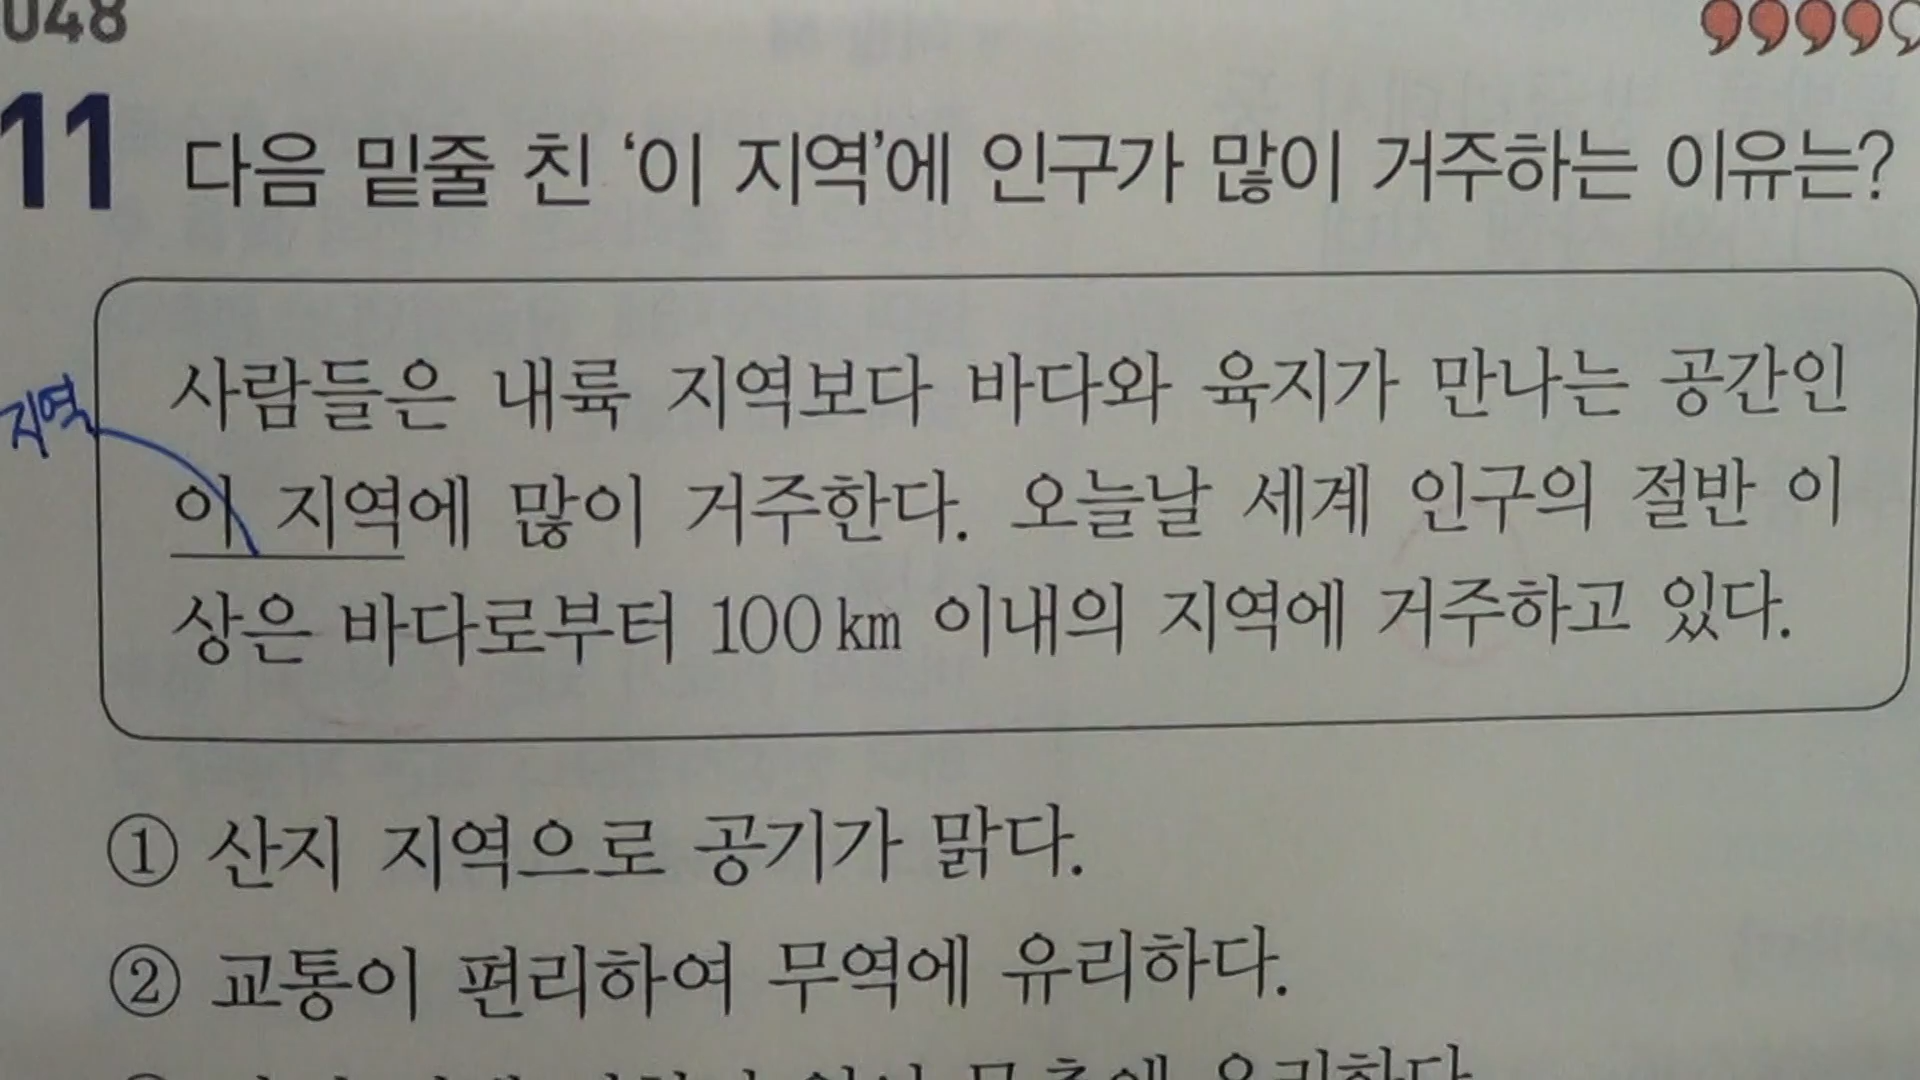 048
11 다음 밑줄 친 ‘이 지역’에 인구가 많이 거주하는 이유는?
사람들은 내륙 지역보다 바다와 육지가 만나는 공간인
지역
이 지역에 많이 거주한다. 오늘날 세계 인구의 절반 이
상은 바다로부터 100 km 이내의 지역에 거주하고 있다.
① 산지 지역으로 공기가 맑다.
② 교통이 편리하여 무역에 유리하다.
유리하다.